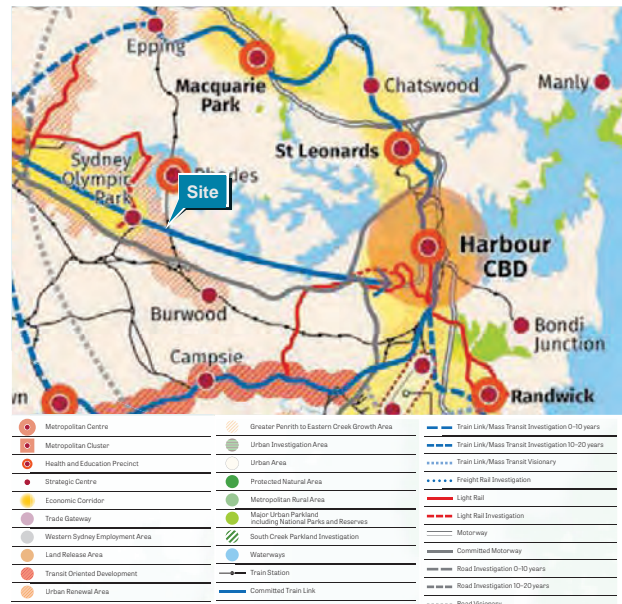 Epping
Macquarie
Park
Chatswood
Manly
St Leonards
Sydney
Olympic
Park
Rhodes
Site
Harbour
CBD
Burwood
Bondi
Junction
Campsie
wn
Randwick
Metropolitan Centre
Metropolitan Cluster
Health and Education Precinct
Strategic Centre
Economic Corridor
Trade Gateway
Western Sydney Employment Area
Land Release Area
Transit Oriented Development
Urban Renewal Area
Greater Penrith to Eastern Creek Growth Area
Urban Investigation Area
Urban Area
Protected Natural Area
Metropolitan Rural Area
Major Urban Parkland
including National Parks and Reserves
South Creek Parkland Investigation
Waterways
Train Station
Committed Train Link
Train Link/Mass Transit Investigation 0-10 years
Train Link/Mass Transit Investigation 10-20 years
Train Link/Mass Transit Visionary
Freight Rail Investigation
Light Rail
Light Rail Investigation
Motorway
Committed Motorway
Road Investigation 0-10 years
Road Investigation 10-20 years
Road Visionary